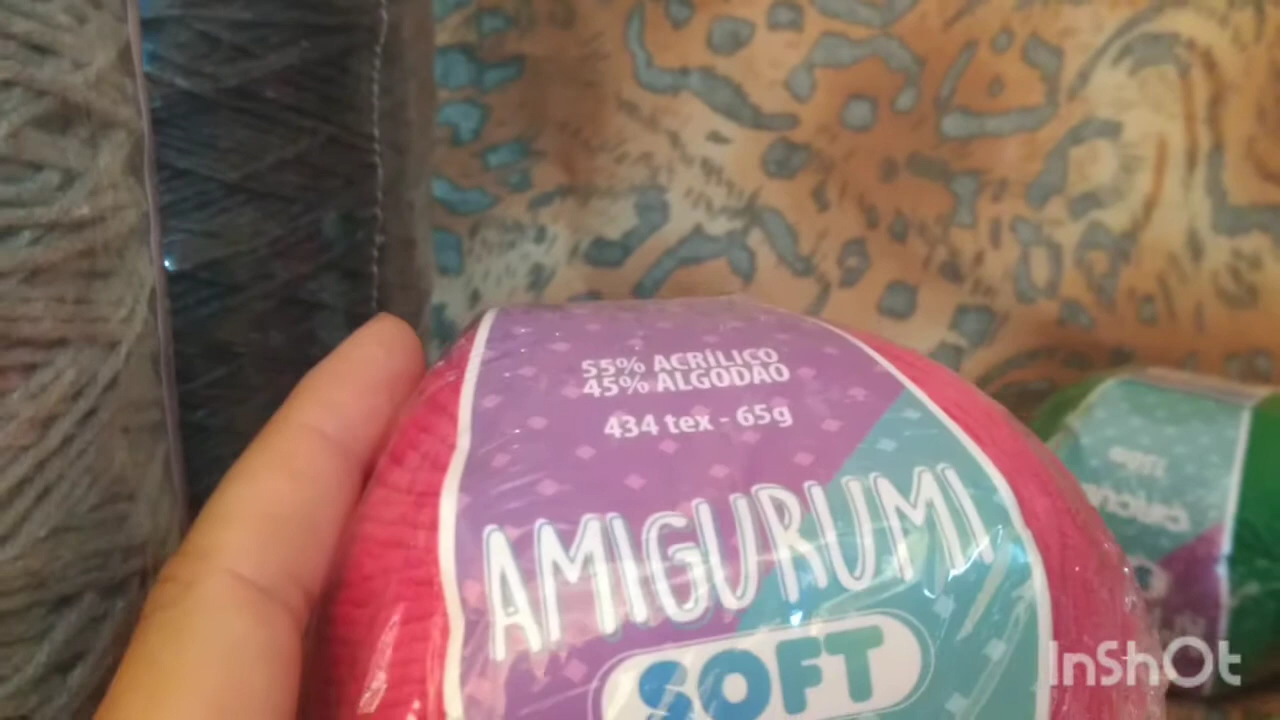 55% ACRÍLICO
45% ALGODÃO
434 tex - 65g
AMIGURUMI
SOFT
InShOt